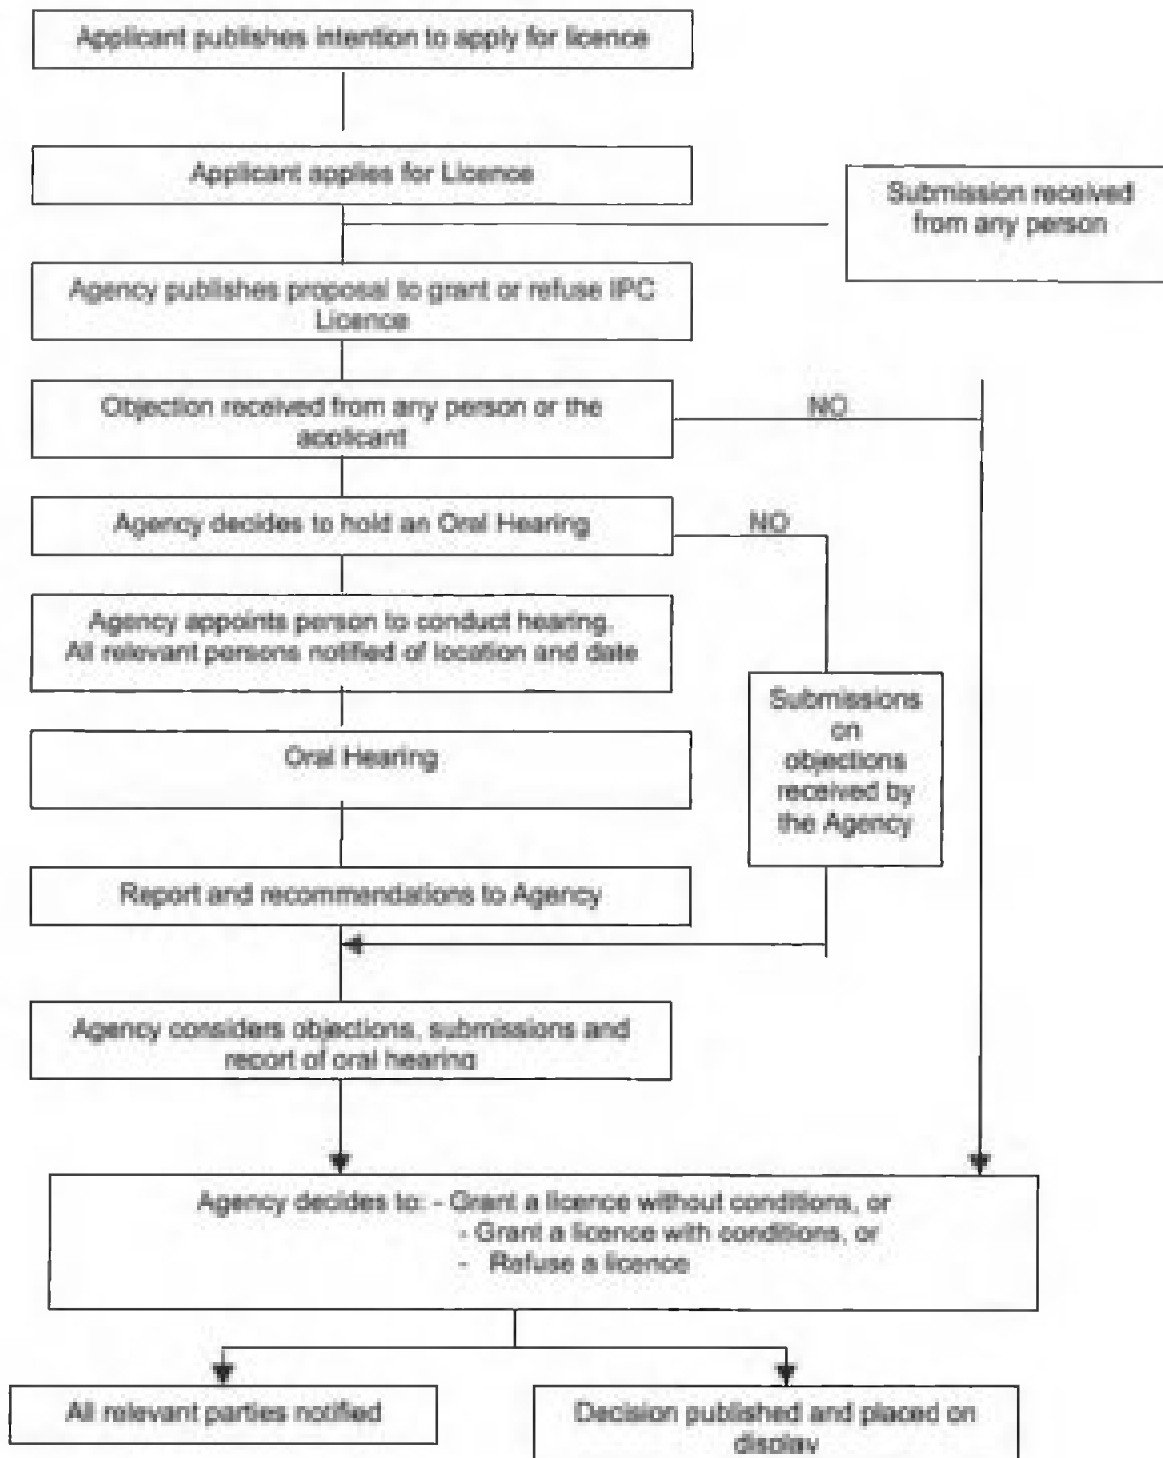 Applicant publishes intention to apply for licence
Applicant applies for Licence
Submission received
from any person
Agency publishes proposal to grant or refuse IPC
Licence
Objection received from any person or the
applicant
NO
Agency decides to hold an Oral Hearing
NO
Agency appoints person to conduct hearing.
All relevant persons notified of location and date
Submissions
on
objections
received by
the Agency
Oral Hearing
Report and recommendations to Agency
Agency considers objections, submissions and
report of oral hearing
Agency decides to: - Grant a licence without conditions, or
- Grant a licence with conditions, or
- Refuse a licence
All relevant parties notified
Decision published and placed on
display